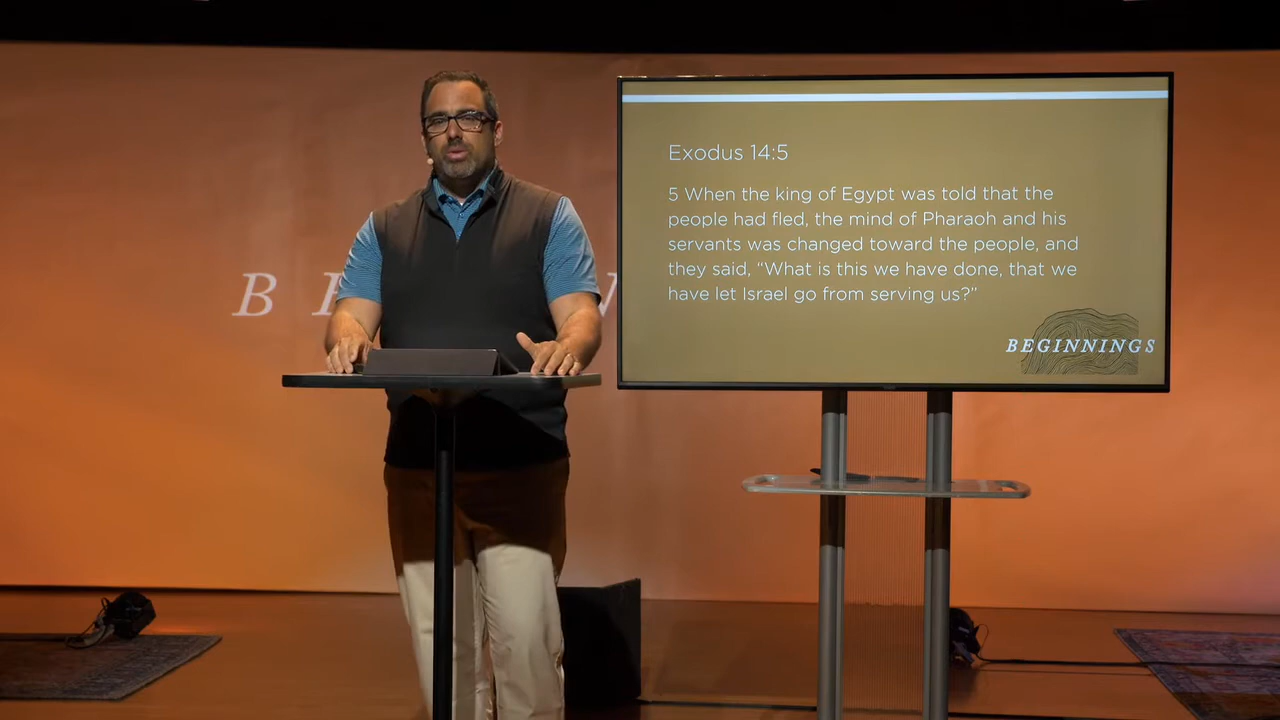 Exodus 14:5
5 When the king of Egypt was told that the
people had fled, the mind of Pharaoh and his
servants was changed toward the people, and
they said, “What is this we have done, that we
have let Israel go from serving us?”
BEGINNINGS
B